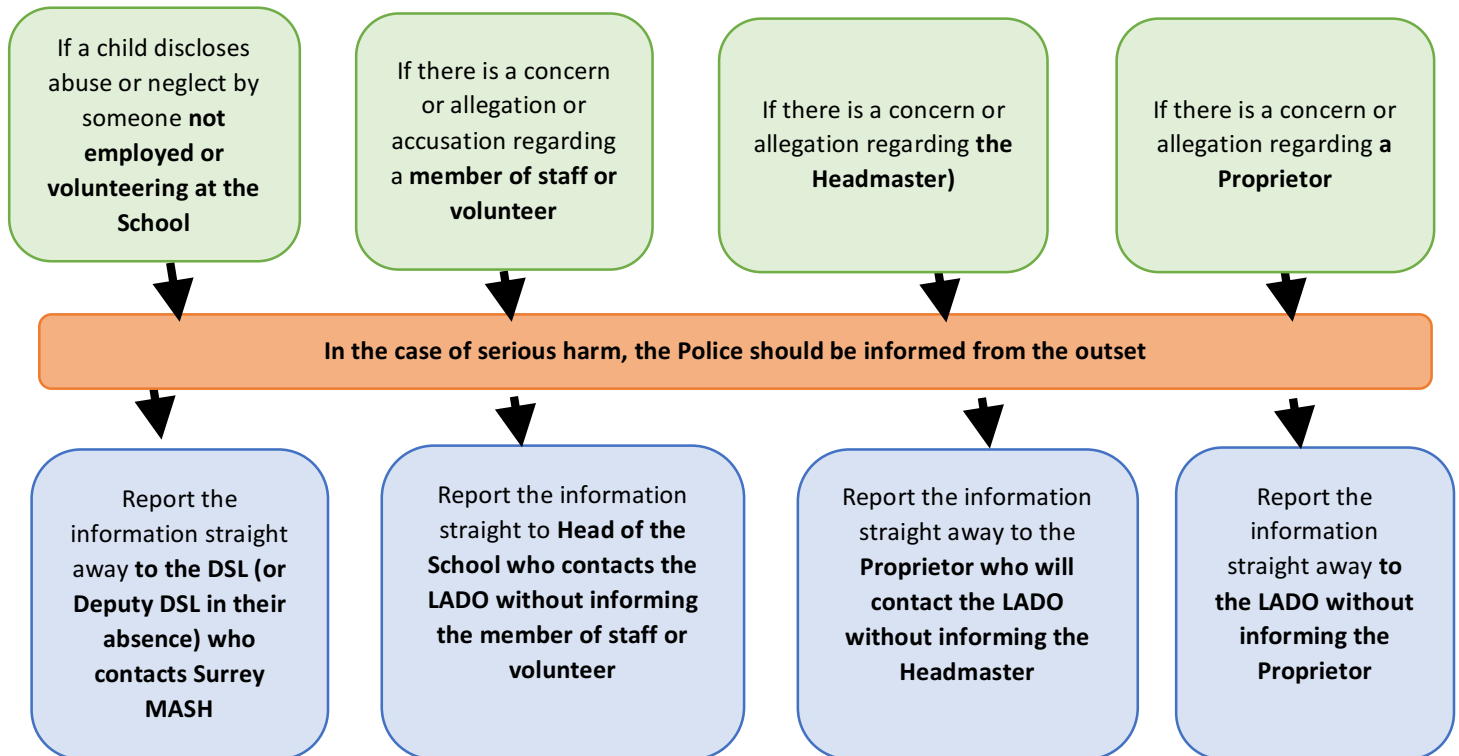 If a child discloses
abuse or neglect by
someone not
employed or
volunteering at the
School
If there is a concern
or allegation or
accusation regarding
a member of staff or
volunteer
If there is a concern or
allegation regarding the
Headmaster)
If there is a concern or
allegation regarding a
Proprietor
In the case of serious harm, the Police should be informed from the outset
Report the
information straight
away to the DSL (or
Deputy DSL in their
absence) who
contacts Surrey
MASH
Report the information
straight to Head of the
School who contacts the
LADO without informing
the member of staff or
volunteer
Report the information
straight away to the
Proprietor who will
contact the LADO
without informing the
Headmaster
Report the
information
straight away to
the LADO without
informing the
Proprietor